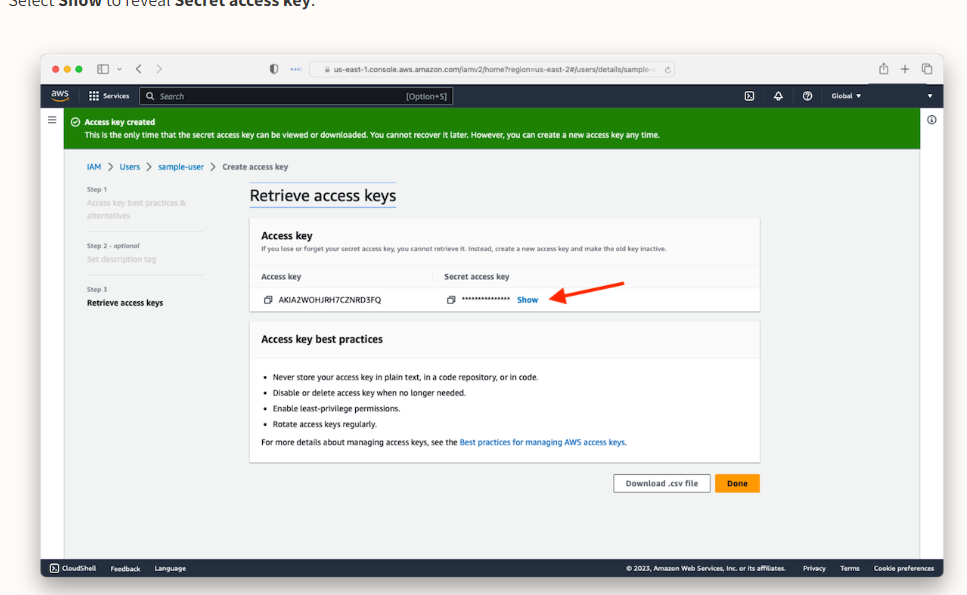 Select Show to reveal Secret access key.
us-east-1.console.aws.amazon.com/iamv2/home?region=us-east-2#/users/details/sample-u
aws Services Search [Option+S] Global
Access key created
This is the only time that the secret access key can be viewed or downloaded. You cannot recover it later. However, you can create a new access key any time.
IAM > Users > sample-user > Create access key
Step 1
Access key best practices &
alternatives
Step 2 - optional
Set description tag
Step 3
Retrieve access keys
Retrieve access keys
Access key
If you lose or forget your secret access key, you cannot retrieve it. Instead, create a new access key and make the old key inactive.
Access key Secret access key
AKIA2WOHJRH7CZNRD3FQ *************** Show
Access key best practices
• Never store your access key in plain text, in a code repository, or in code.
• Disable or delete access key when no longer needed.
• Enable least-privilege permissions.
• Rotate access keys regularly.
For more details about managing access keys, see the Best practices for managing AWS access keys.
Download .csv file Done
CloudShell Feedback Language © 2023, Amazon Web Services, Inc. or its affiliates. Privacy Terms Cookie preferences